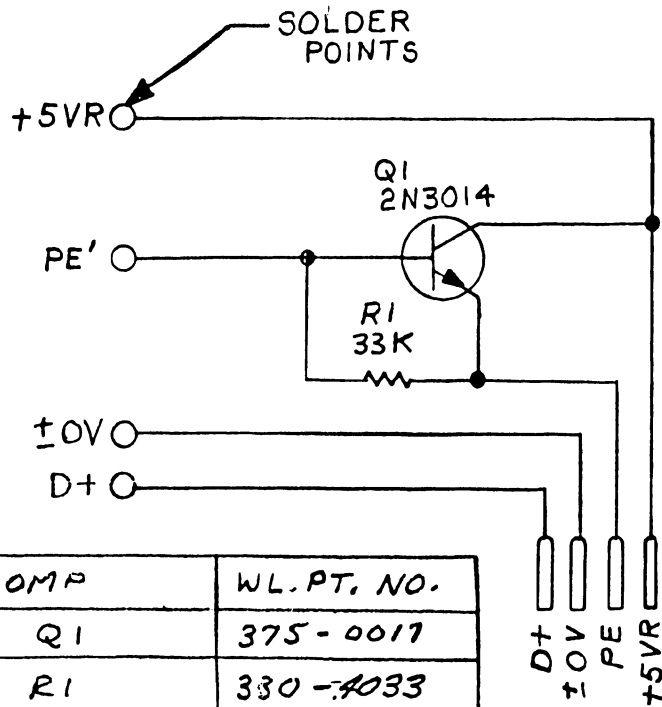 SOLDER
POINTS
+5VR
Q1
2N3014
PE'
R1
33K
±0V
D+
OMP
WL. PT. NO.
Q1
375-0017
R1
330-4033
D+
±0V
PE
+5VR